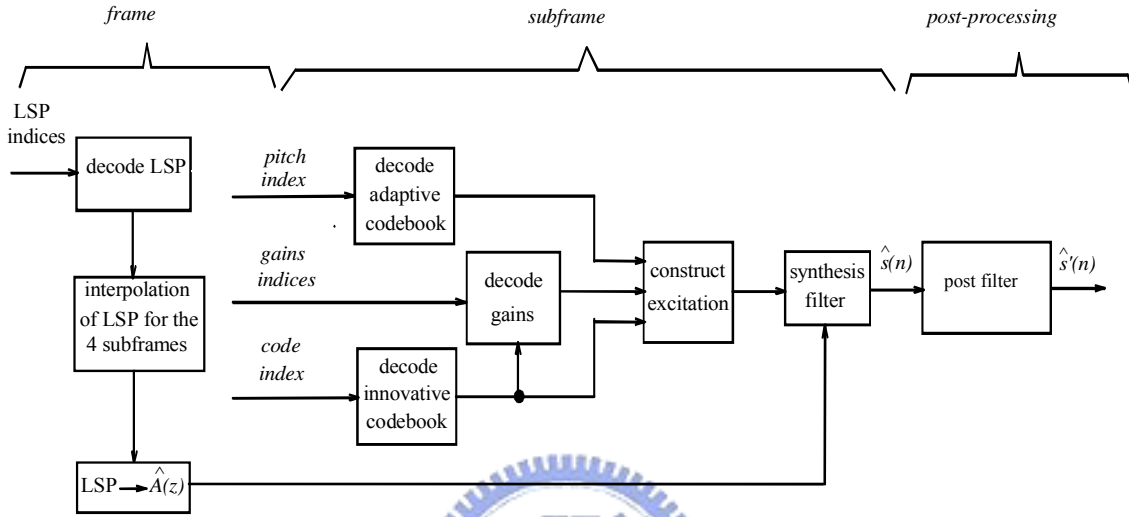 frame
subframe
post-processing
LSP
indices
decode LSP
interpolation
of LSP for the
4 subframes
LSP → Â(z)
pitch
index
gains
indices
code
index
decode
adaptive
codebook
decode
gains
decode
innovative
codebook
construct
excitation
synthesis
filter
ŝ(n)
post filter
ŝ'(n)